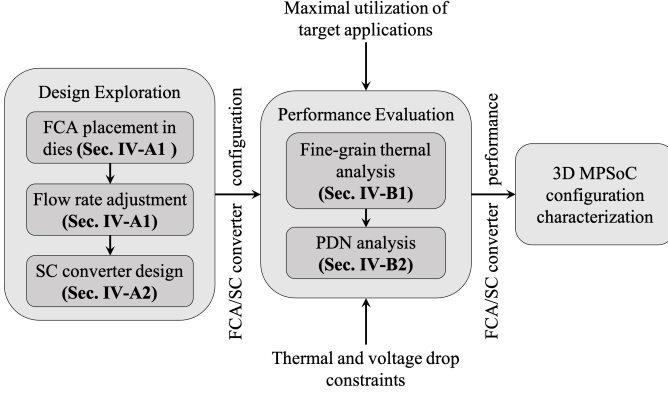 Maximal utilization of
target applications
Design Exploration
FCA placement in
dies (Sec. IV-A1 )
Flow rate adjustment
(Sec. IV-A1)
SC converter design
(Sec. IV-A2)
FCA/SC converter configuration
Performance Evaluation
Fine-grain thermal
analysis
(Sec. IV-B1)
PDN analysis
(Sec. IV-B2)
FCA/SC converter performance
3D MPSoC
configuration
characterization
Thermal and voltage drop
constraints